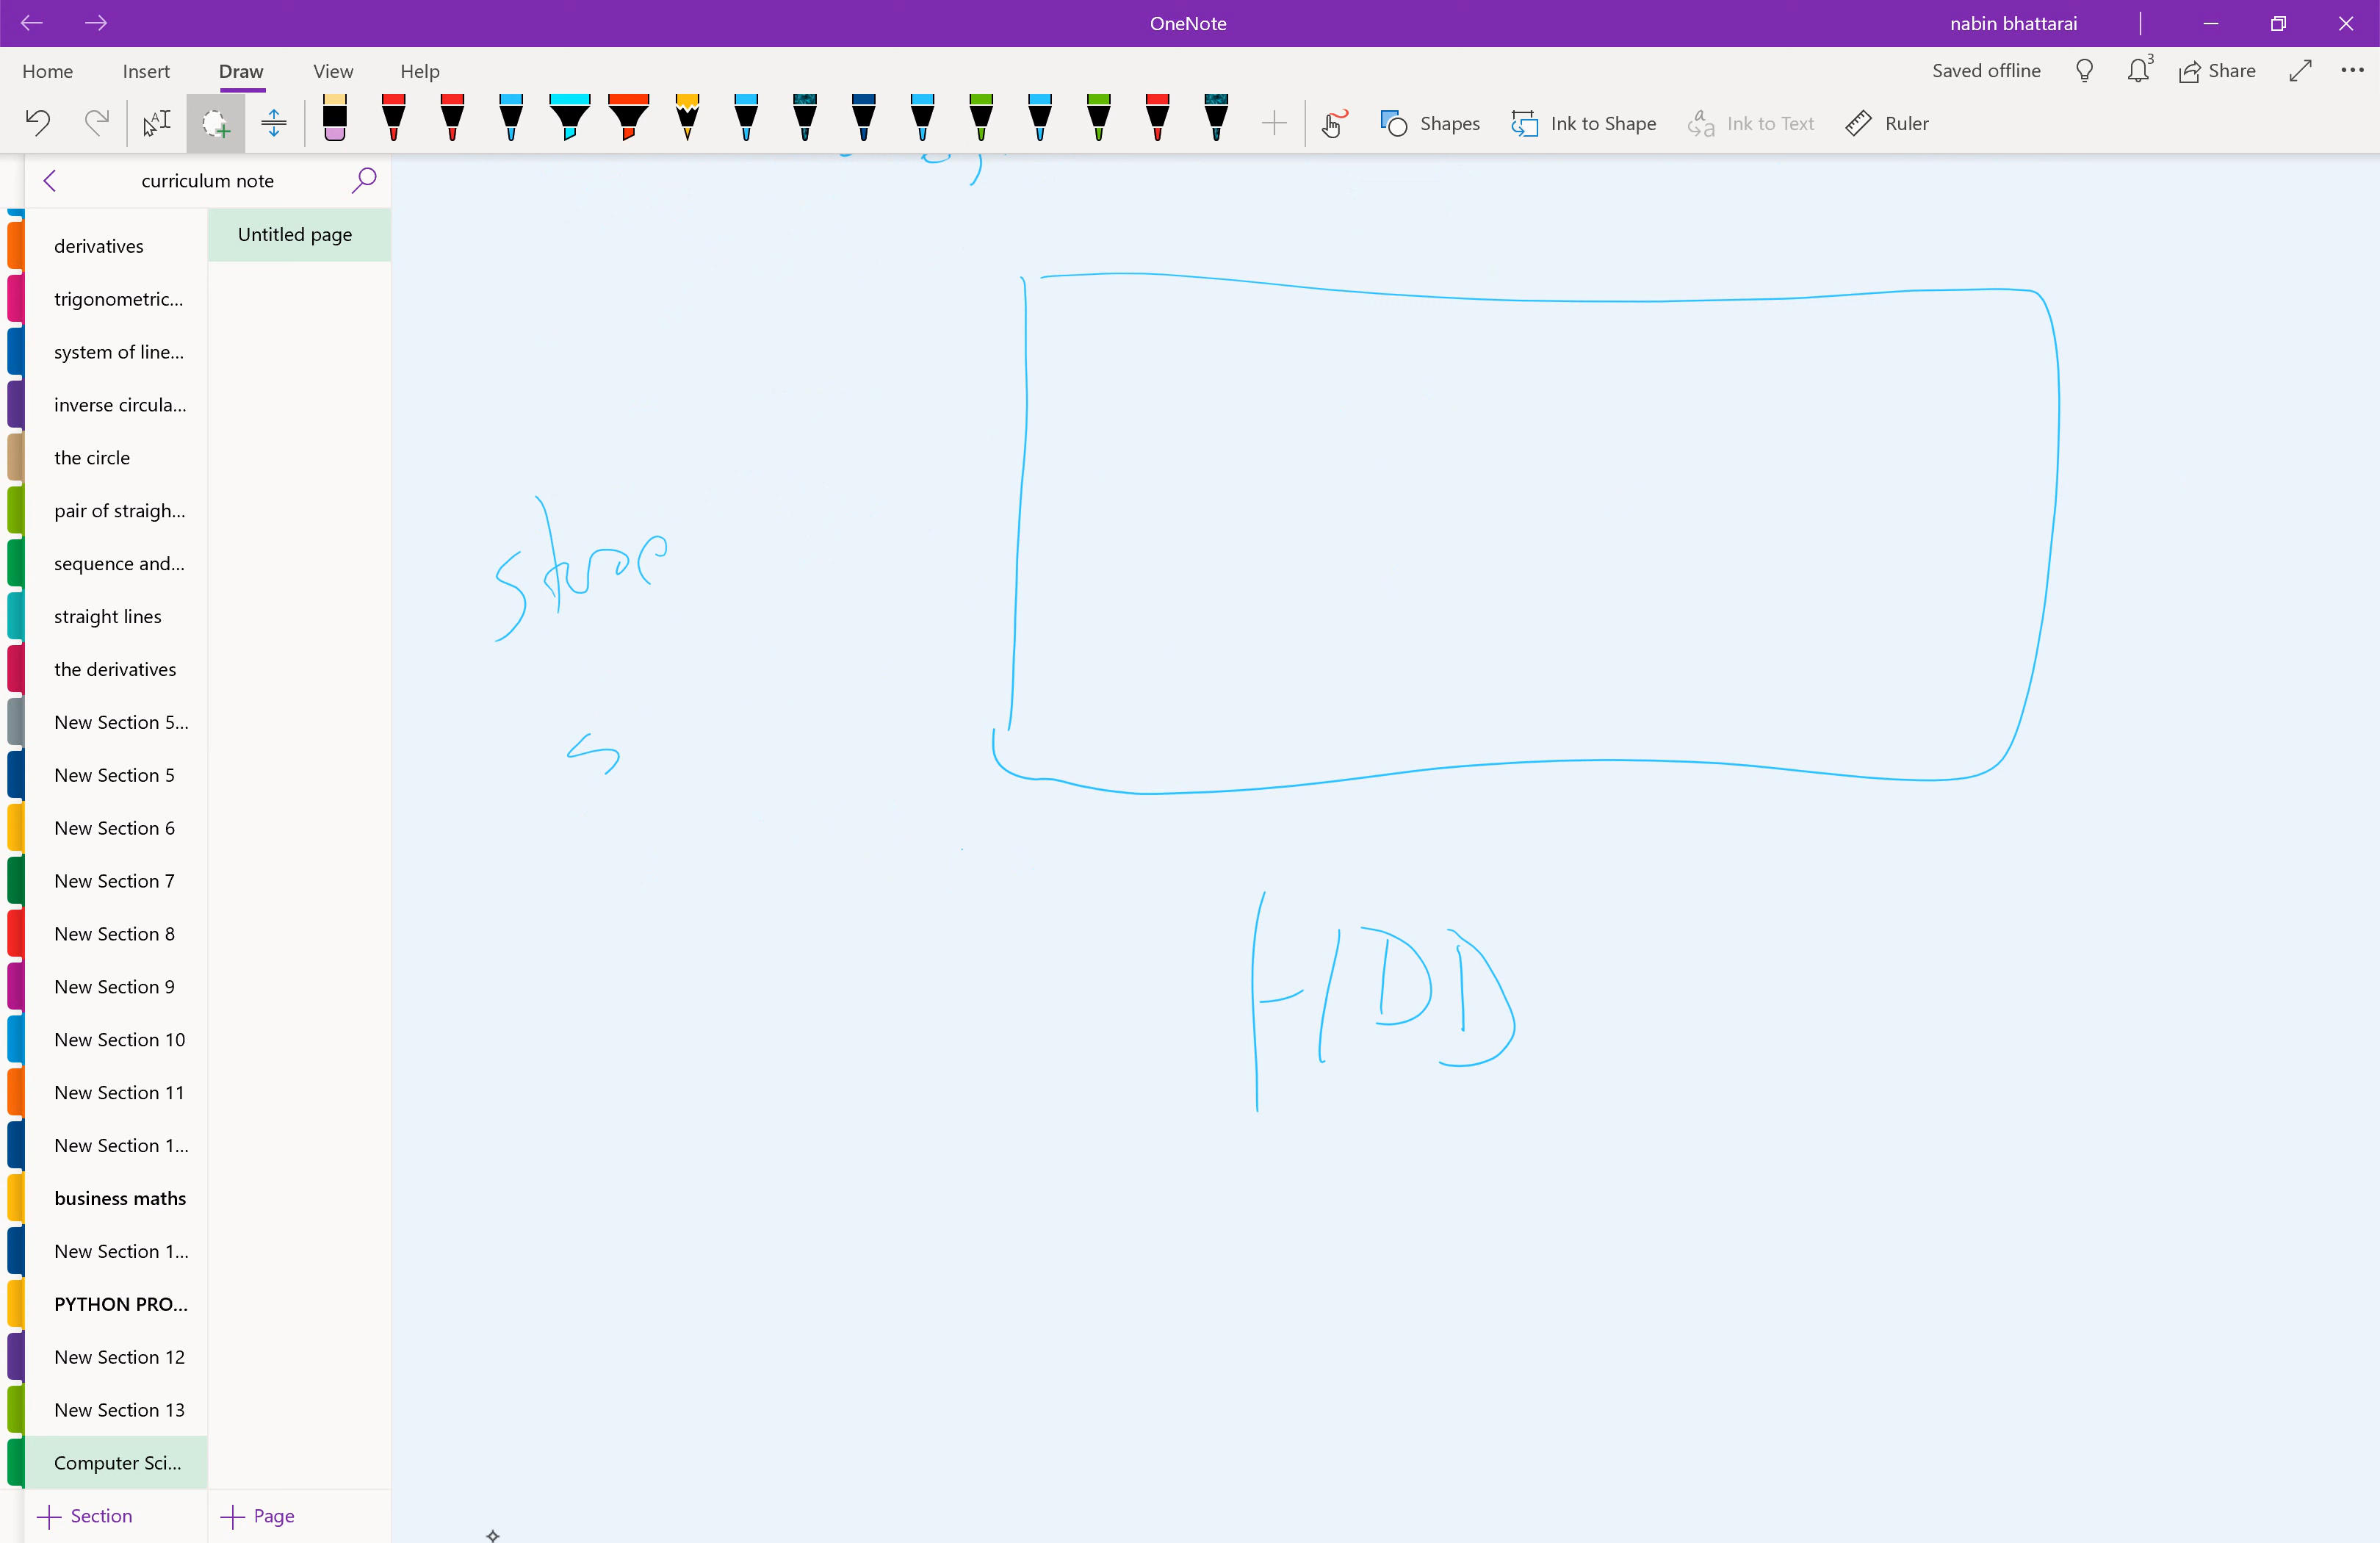 OneNote
nabin bhattarai
Home Insert Draw View Help
Saved offline
3
Share
Shapes
Ink to Shape
Ink to Text
Ruler
curriculum note
Untitled page
derivatives
trigonometric...
system of line...
inverse circula...
the circle
pair of straigh...
sequence and...
straight lines
the derivatives
New Section 5...
New Section 5
New Section 6
New Section 7
New Section 8
New Section 9
New Section 10
New Section 11
New Section 1...
business maths
New Section 1...
PYTHON PRO...
New Section 12
New Section 13
Computer Sci...
Section
Page
HDD